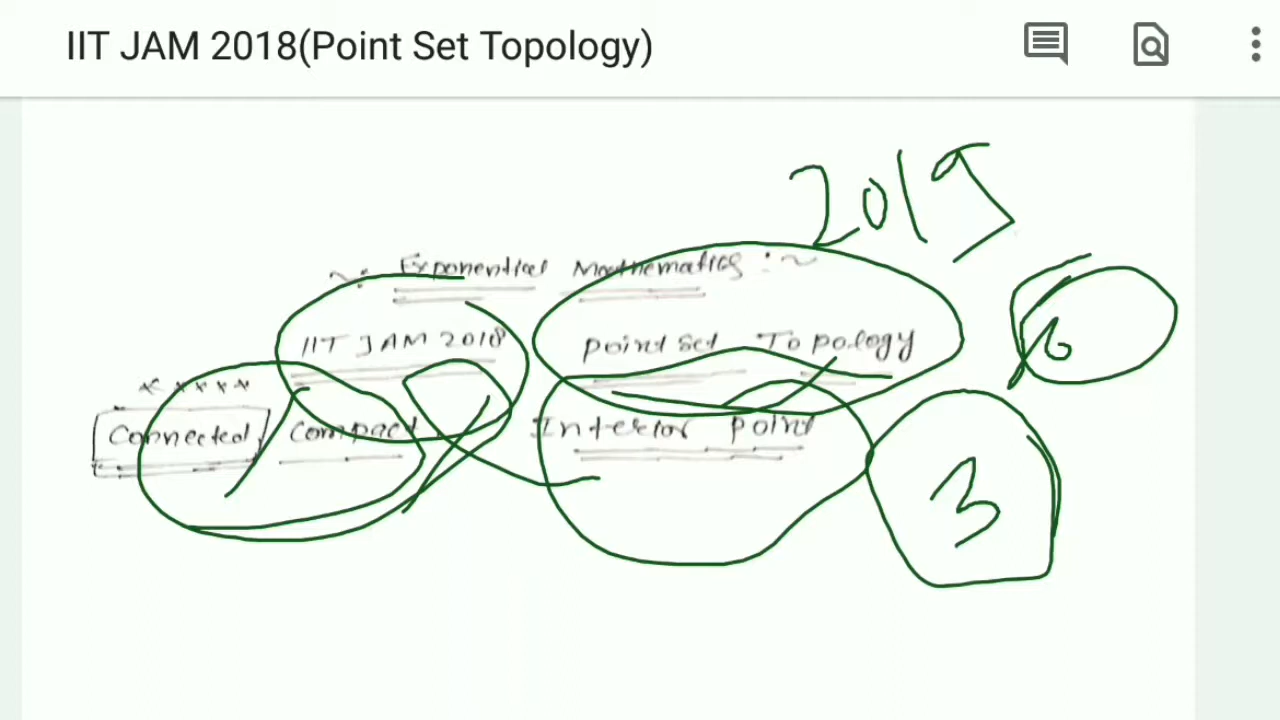 IIT JAM 2018(Point Set Topology)
2019
~: Exponential Mathematics :~
IIT JAM 2018 Point Set Topology
6
*****
Connected, Compact, Interior point
3